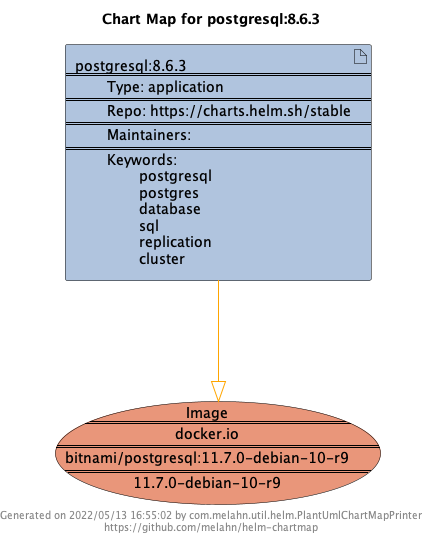 Chart Map for postgresql:8.6.3
postgresql:8.6.3
Type: application
Repo: https://charts.helm.sh/stable
Maintainers:
Keywords:
postgresql
postgres
database
sql
replication
cluster
Image
docker.io
bitnami/postgresql:11.7.0-debian-10-r9
11.7.0-debian-10-r9
Generated on 2022/05/13 16:55:02 by com.melahn.util.helm.PlantUmlChartMapPrinter
https://github.com/melahn/helm-chartmap